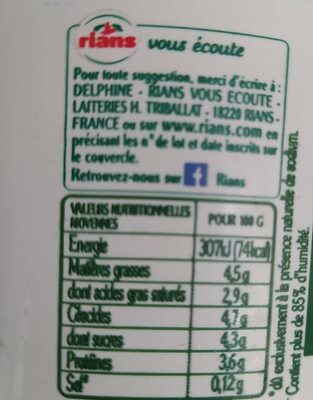 rians vous écoute
Pour toute suggestion, merci d'écrire à :
DELPHINE - RIANS VOUS ECOUTE -
LAITERIES H. TRIBALLAT - 18220 RIANS -
FRANCE ou sur www.rians.com en
précisant les n° de lot et date inscrits sur
le couvercle.
Retrouvez-nous sur f Rians
VALEURS NUTRITIONNELLES
MOYENNES
POUR 100 G
Energie 307kJ (74kcal)
Matières grasses 4,5g
dont acides gras saturés 2,9g
Glucides 4,7g
dont sucres 4,3g
Protéines 3,6g
Sel* 0,12g
*dû exclusivement à la présence naturelle de sodium.
Contient plus de 85% d'humidité.